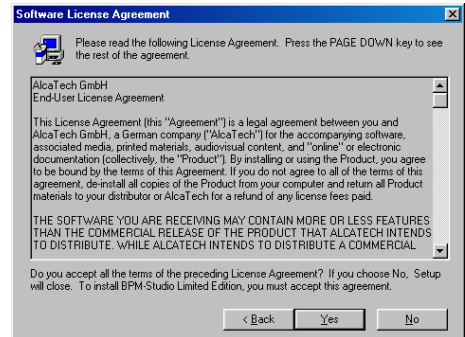 Software License Agreement
Please read the following License Agreement. Press the PAGE DOWN key to see
the rest of the agreement.
AlcaTech GmbH
End-User License Agreement
This License Agreement (this "Agreement") is a legal agreement between you and
AlcaTech GmbH, a German company ("AlcaTech") for the accompanying software,
associated media, printed materials, audiovisual content, and "online" or electronic
documentation (collectively, the "Product"). By installing or using the Product, you agree
to be bound by the terms of this Agreement. If you do not agree to all of the terms of this
agreement, de-install all copies of the Product from your computer and return all Product
materials to your distributor or AlcaTech for a refund of any license fees paid.
THE SOFTWARE YOU ARE RECEIVING MAY CONTAIN MORE OR LESS FEATURES
THAN THE COMMERCIAL RELEASE OF THE PRODUCT THAT ALCATECH INTENDS
TO DISTRIBUTE. WHILE ALCATECH INTENDS TO DISTRIBUTE A COMMERCIAL
Do you accept all the terms of the preceding License Agreement? If you choose No, Setup
will close. To install BPM-Studio Limited Edition, you must accept this agreement.
< Back
Yes
No